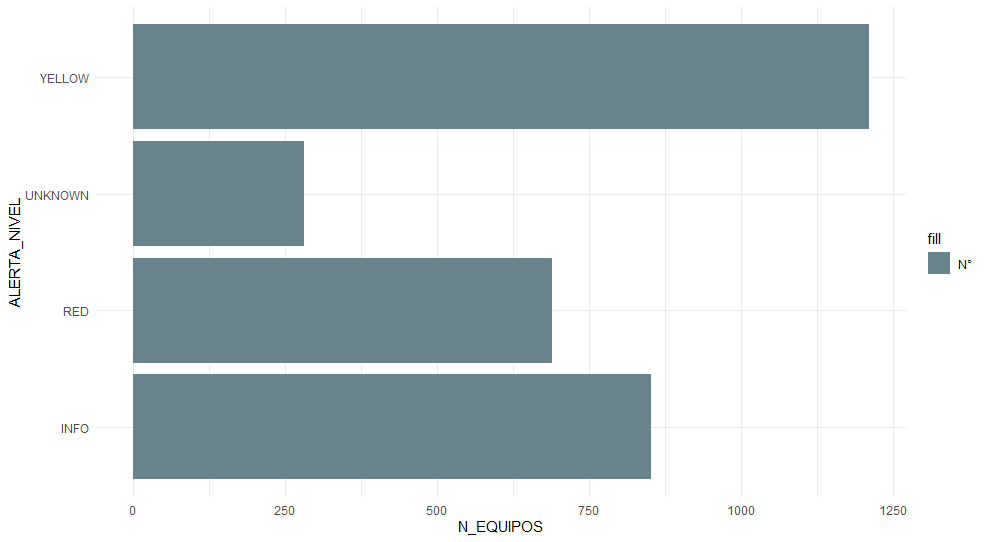 YELLOW
UNKNOWN
RED
INFO
ALERTA_NIVEL
0 250 500 750 1000 1250
N_EQUIPOS
fill
N°